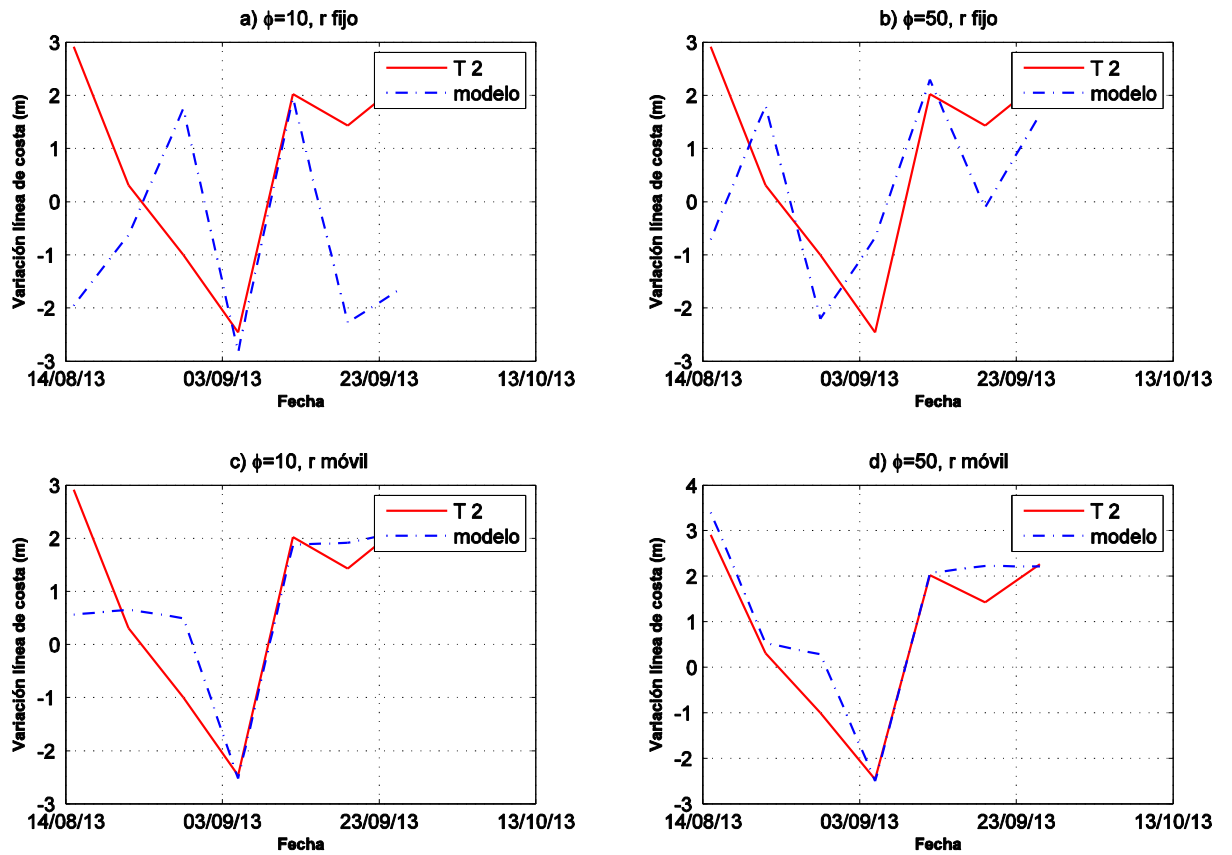 a) ϕ=10, r fijo
3
2
1
0
-1
-2
-3
Variación línea de costa (m)
T 2
modelo
14/08/13 03/09/13 23/09/13 13/10/13
Fecha
b) ϕ=50, r fijo
3
2
1
0
-1
-2
-3
Variación línea de costa (m)
T 2
modelo
14/08/13 03/09/13 23/09/13 13/10/13
Fecha
c) ϕ=10, r móvil
3
2
1
0
-1
-2
-3
Variación línea de costa (m)
T 2
modelo
14/08/13 03/09/13 23/09/13 13/10/13
Fecha
d) ϕ=50, r móvil
4
3
2
1
0
-1
-2
-3
Variación línea de costa (m)
T 2
modelo
14/08/13 03/09/13 23/09/13 13/10/13
Fecha